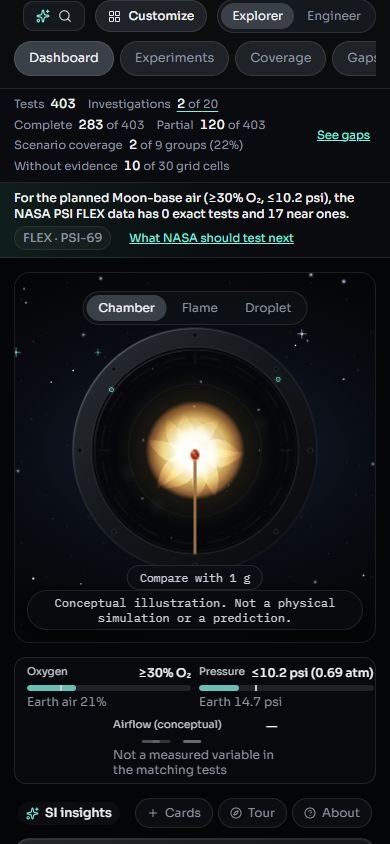 Customize
Explorer
Engineer
Dashboard
Experiments
Coverage
Gaps
Tests 403 Investigations 2 of 20
Complete 283 of 403 Partial 120 of 403
See gaps
Scenario coverage 2 of 9 groups (22%)
Without evidence 10 of 30 grid cells
For the planned Moon-base air (≥30% O₂, ≤10.2 psi), the
NASA PSI FLEX data has 0 exact tests and 17 near ones.
FLEX · PSI-69
What NASA should test next
Chamber
Flame
Droplet
Compare with 1 g
Conceptual illustration. Not a physical
simulation or a prediction.
Oxygen ≥30% O₂
Pressure ≤10.2 psi (0.69 atm)
Earth air 21%
Earth 14.7 psi
Airflow (conceptual) —
Not a measured variable in
the matching tests
SI insights
+ Cards
Tour
About